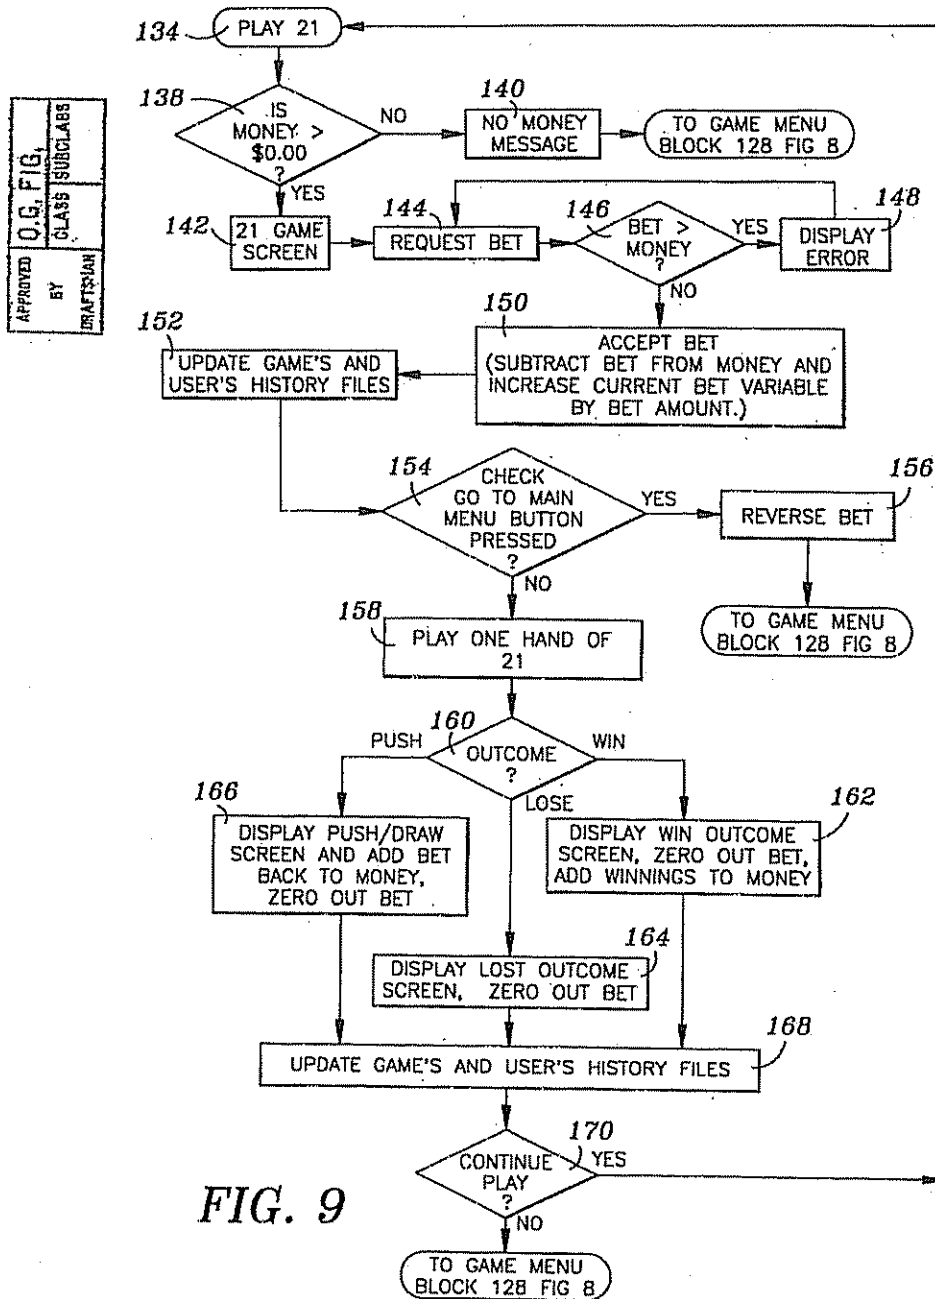 134
PLAY 21
138
IS
MONEY >
$0.00
?
NO
YES
140
NO MONEY
MESSAGE
TO GAME MENU
BLOCK 128 FIG 8
142
21 GAME
SCREEN
144
REQUEST BET
146
BET >
MONEY
?
YES
NO
148
DISPLAY
ERROR
APPROVED
BY
DRAFTSMAN
O.G. FIG.
CLASS
SUBCLASS
150
ACCEPT BET
(SUBTRACT BET FROM MONEY AND
INCREASE CURRENT BET VARIABLE
BY BET AMOUNT.)
152
UPDATE GAME'S AND
USER'S HISTORY FILES
154
CHECK
GO TO MAIN
MENU BUTTON
PRESSED
?
YES
NO
156
REVERSE BET
TO GAME MENU
BLOCK 128 FIG 8
158
PLAY ONE HAND OF
21
160
OUTCOME
?
PUSH
WIN
LOSE
166
DISPLAY PUSH/DRAW
SCREEN AND ADD BET
BACK TO MONEY,
ZERO OUT BET
162
DISPLAY WIN OUTCOME
SCREEN, ZERO OUT BET,
ADD WINNINGS TO MONEY
164
DISPLAY LOST OUTCOME
SCREEN, ZERO OUT BET
168
UPDATE GAME'S AND USER'S HISTORY FILES
170
CONTINUE
PLAY
?
YES
NO
FIG. 9
TO GAME MENU
BLOCK 128 FIG 8